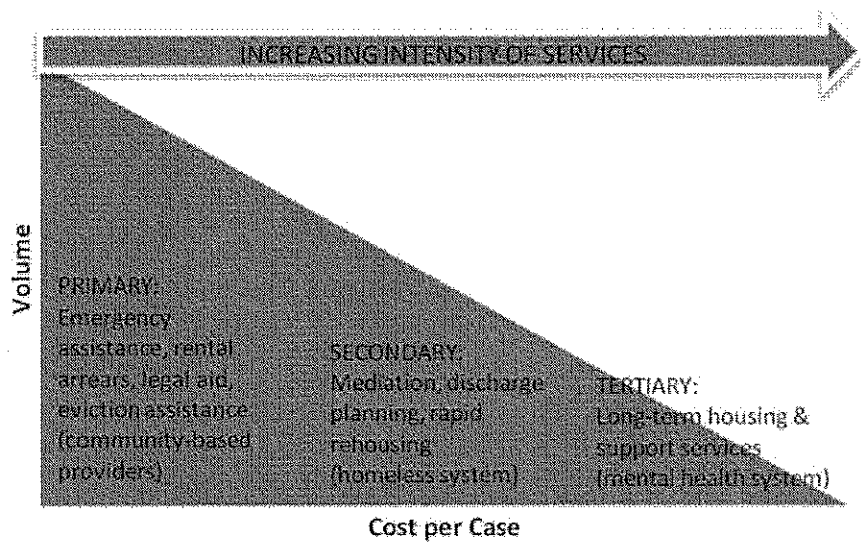 INCREASING INTENSITY OF SERVICES
Volume
PRIMARY:
Emergency
assistance, rental
arrears, legal aid,
eviction assistance
(community-based
providers)
SECONDARY:
Mediation, discharge
planning, rapid
rehousing
(homeless system)
TERTIARY:
Long-term housing &
support services
(mental health system)
Cost per Case